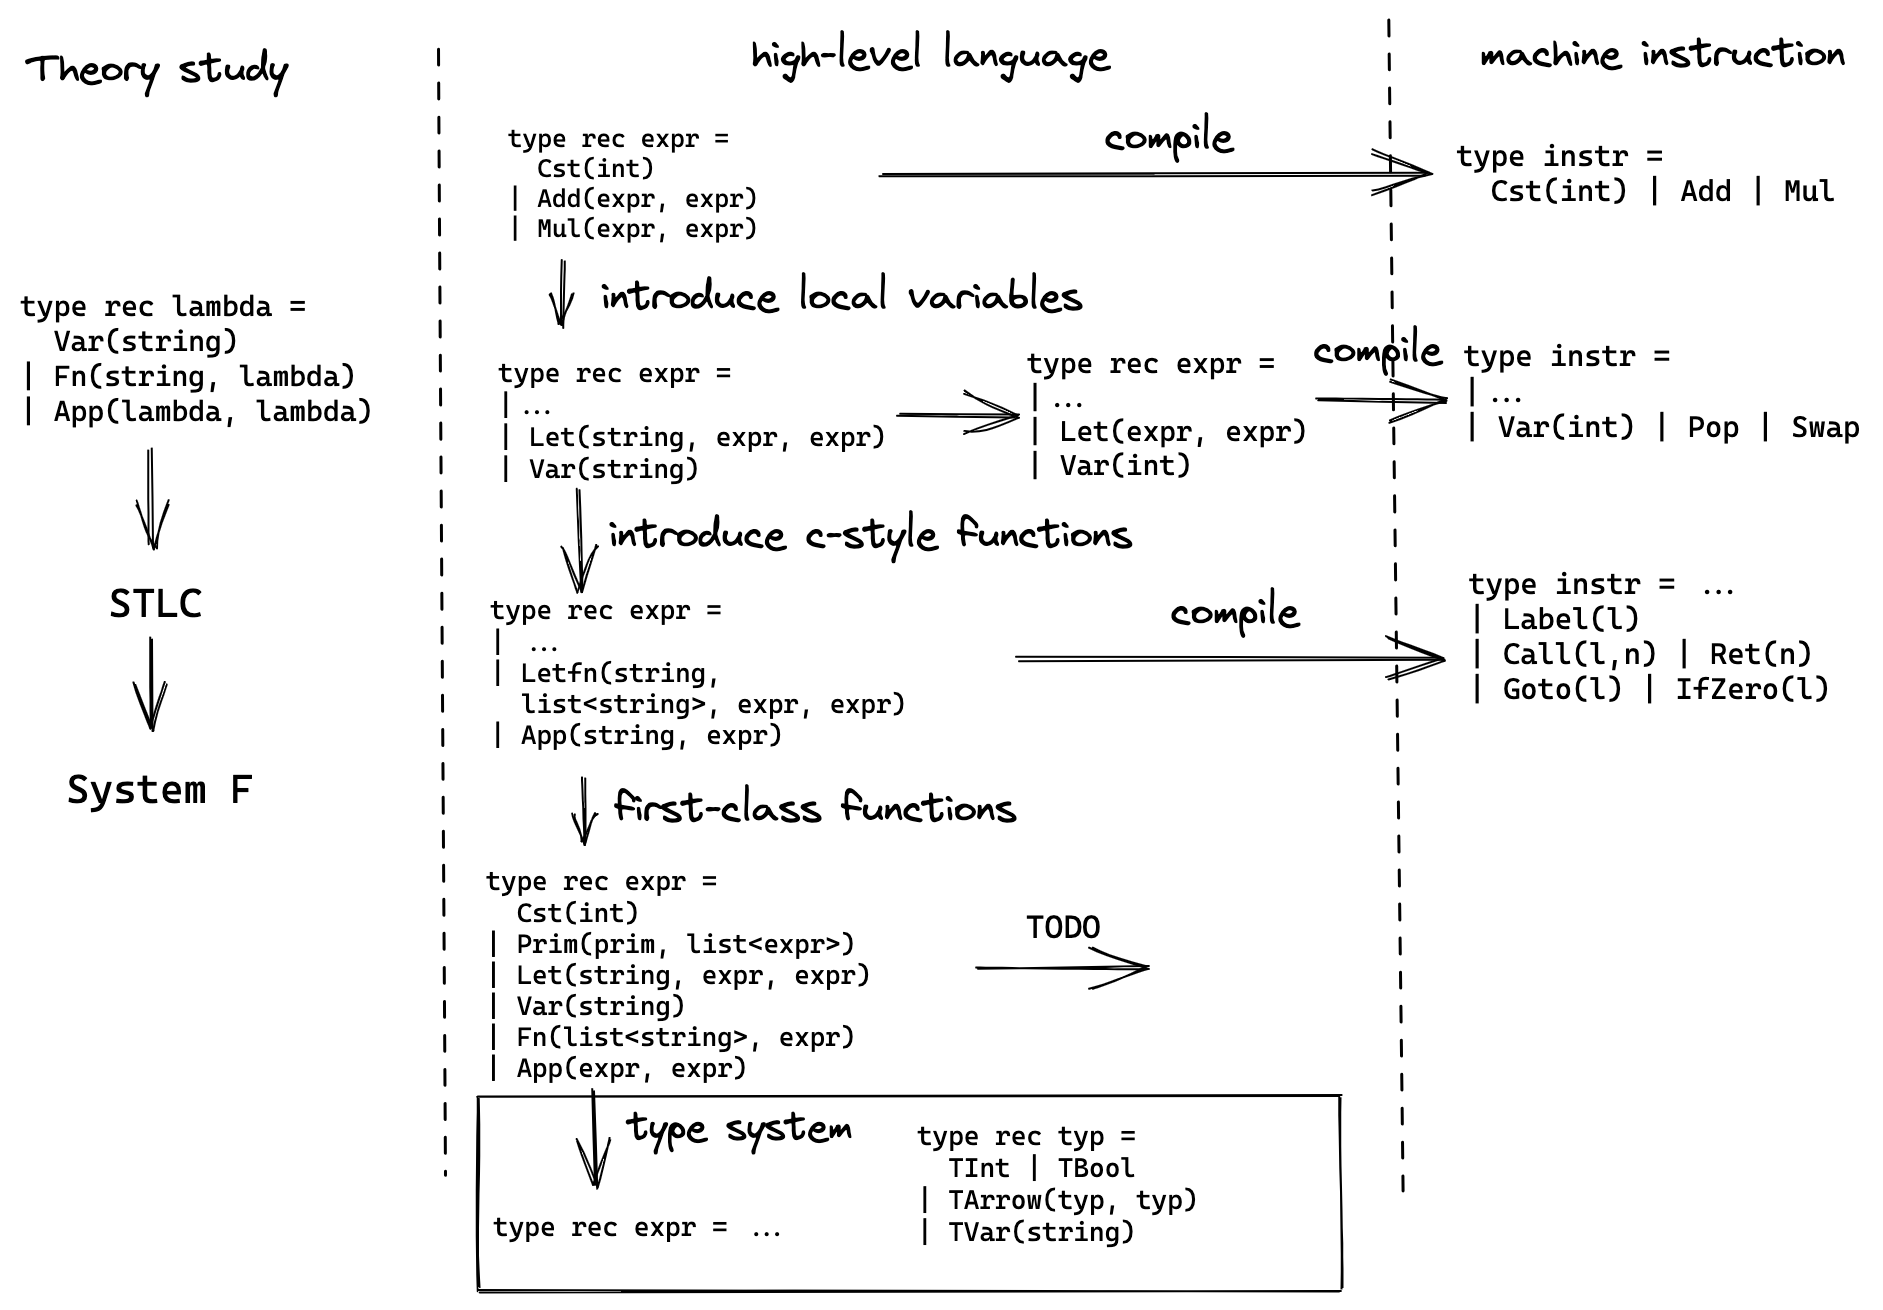 Theory study
high-level language
machine instruction
type rec expr =
Cst(int)
| Add(expr, expr)
| Mul(expr, expr)
compile
type instr =
Cst(int) | Add | Mul
introduce local variables
type rec lambda =
Var(string)
| Fn(string, lambda)
| App(lambda, lambda)
STLC
System F
type rec expr =
| ...
| Let(string, expr, expr)
| Var(string)
type rec expr =
| ...
| Let(expr, expr)
| Var(int)
compile
type instr =
| ...
| Var(int) | Pop | Swap
introduce c-style functions
type rec expr =
| ...
| Letfn(string,
list<string>, expr, expr)
| App(string, expr)
compile
type instr = ...
| Label(l)
| Call(l,n) | Ret(n)
| Goto(l) | IfZero(l)
first-class functions
type rec expr =
Cst(int)
| Prim(prim, list<expr>)
| Let(string, expr, expr)
| Var(string)
| Fn(list<string>, expr)
| App(expr, expr)
TODO
type system
type rec expr = ...
type rec typ =
TInt | TBool
| TArrow(typ, typ)
| TVar(string)